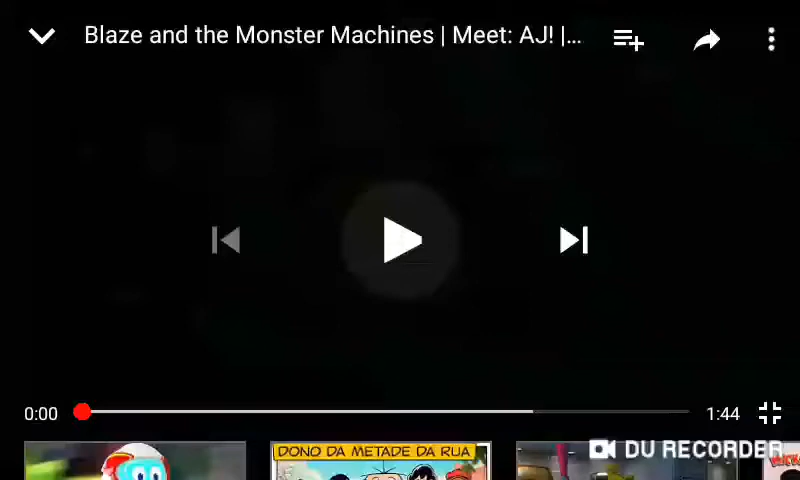 Blaze and the Monster Machines | Meet: AJ! |...
0:00
1:44
DONO DA METADE DA RUA
DU RECORDER